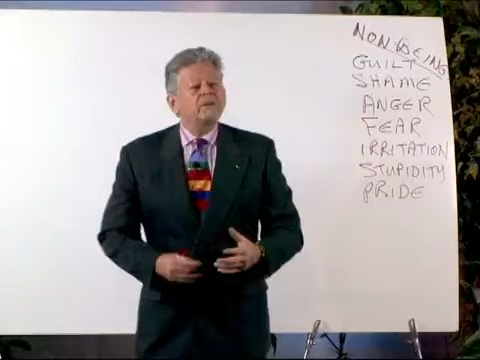 NON-BEING
GUILT
SHAME
ANGER
FEAR
IRRITATION
STUPIDITY
PRIDE